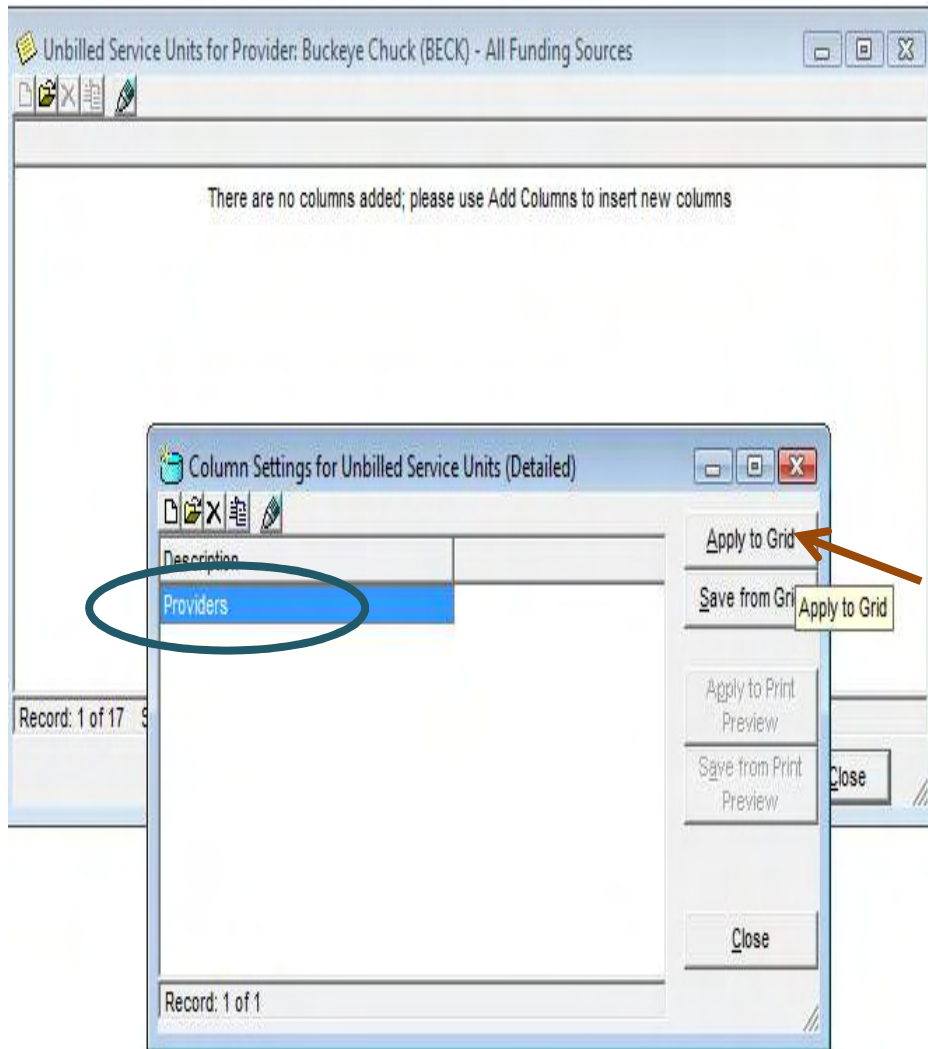 Unbilled Service Units for Provider: Buckeye Chuck (BECK) - All Funding Sources
There are no columns added; please use Add Columns to insert new columns
Column Settings for Unbilled Service Units (Detailed)
Description
Providers
Apply to Grid
Save from Gri
Apply to Grid
Apply to Print
Preview
Save from Print
Preview
Close
Record: 1 of 1
Record: 1 of 17 S
Close